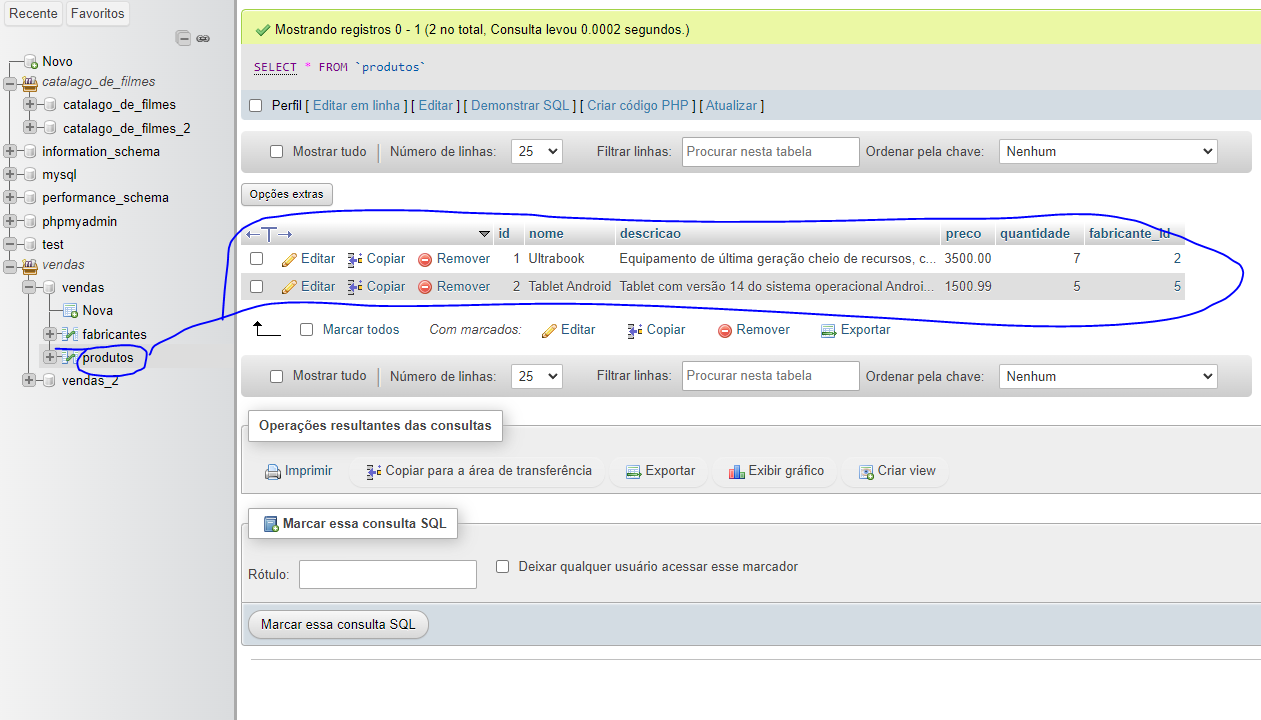 Recente Favoritos
Novo
catalago_de_filmes
catalago_de_filmes
catalago_de_filmes_2
information_schema
mysql
performance_schema
phpmyadmin
test
vendas
vendas
Nova
fabricantes
produtos
vendas_2
Mostrando registros 0 - 1 (2 no total, Consulta levou 0.0002 segundos.)
SELECT * FROM `produtos`
Perfil [ Editar em linha ] [ Editar ] [ Demonstrar SQL ] [ Criar código PHP ] [ Atualizar ]
Mostrar tudo Número de linhas: 25 Filtrar linhas: Procurar nesta tabela Ordenar pela chave: Nenhum
Opções extras
←T→ id nome descricao preco quantidade fabricante_id
Editar Copiar Remover 1 Ultrabook Equipamento de última geração cheio de recursos, c... 3500.00 7 2
Editar Copiar Remover 2 Tablet Android Tablet com versão 14 do sistema operacional Androi... 1500.99 5 5
Marcar todos Com marcados: Editar Copiar Remover Exportar
Mostrar tudo Número de linhas: 25 Filtrar linhas: Procurar nesta tabela Ordenar pela chave: Nenhum
Operações resultantes das consultas
Imprimir Copiar para a área de transferência Exportar Exibir gráfico Criar view
Marcar essa consulta SQL
Rótulo: Deixar qualquer usuário acessar esse marcador
Marcar essa consulta SQL